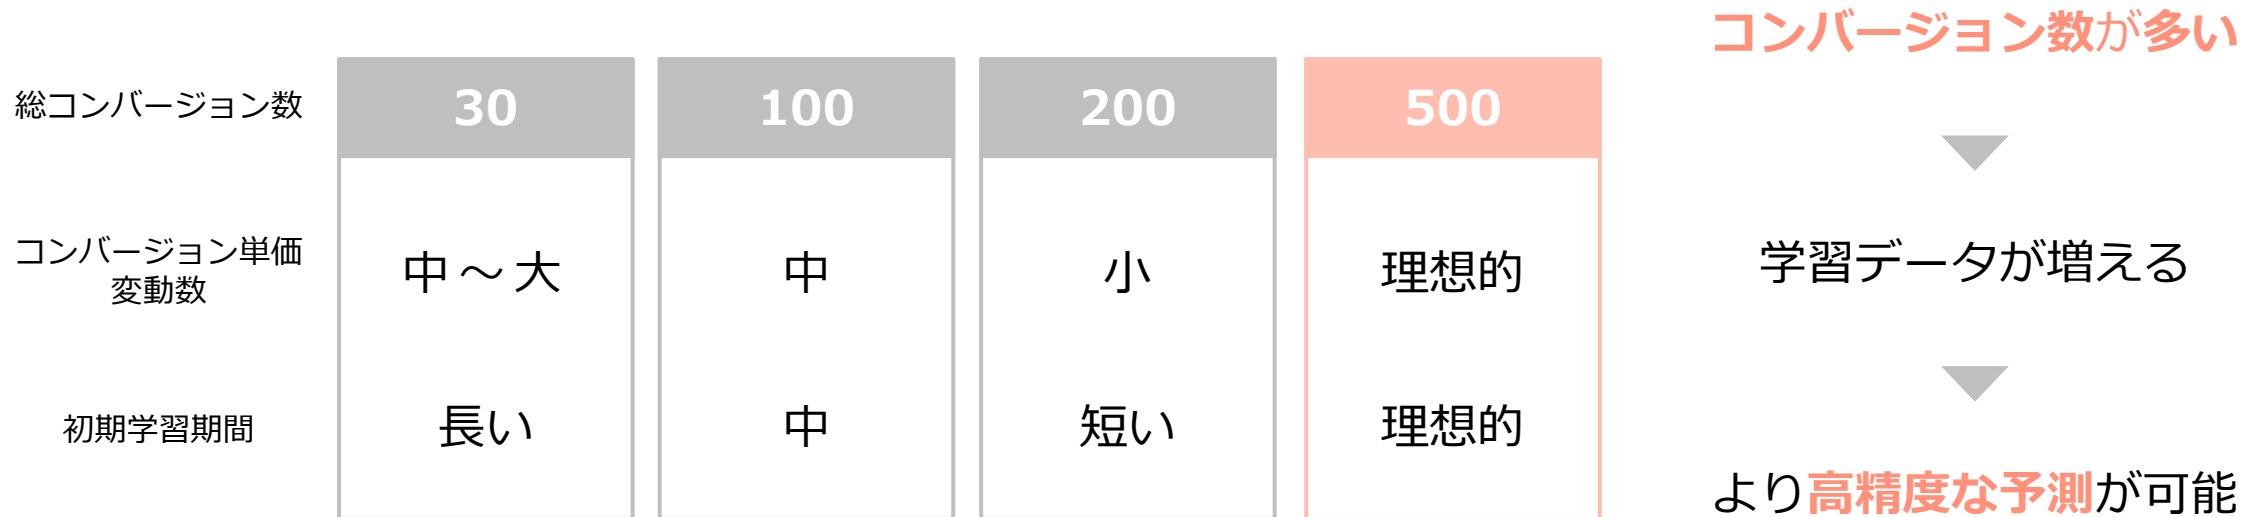 コンバージョン数が多い
総コンバージョン数 30 100 200 500
コンバージョン単価
変動数
中～大 中 小 理想的
学習データが増える
初期学習期間 長い 中 短い 理想的
より高精度な予測が可能